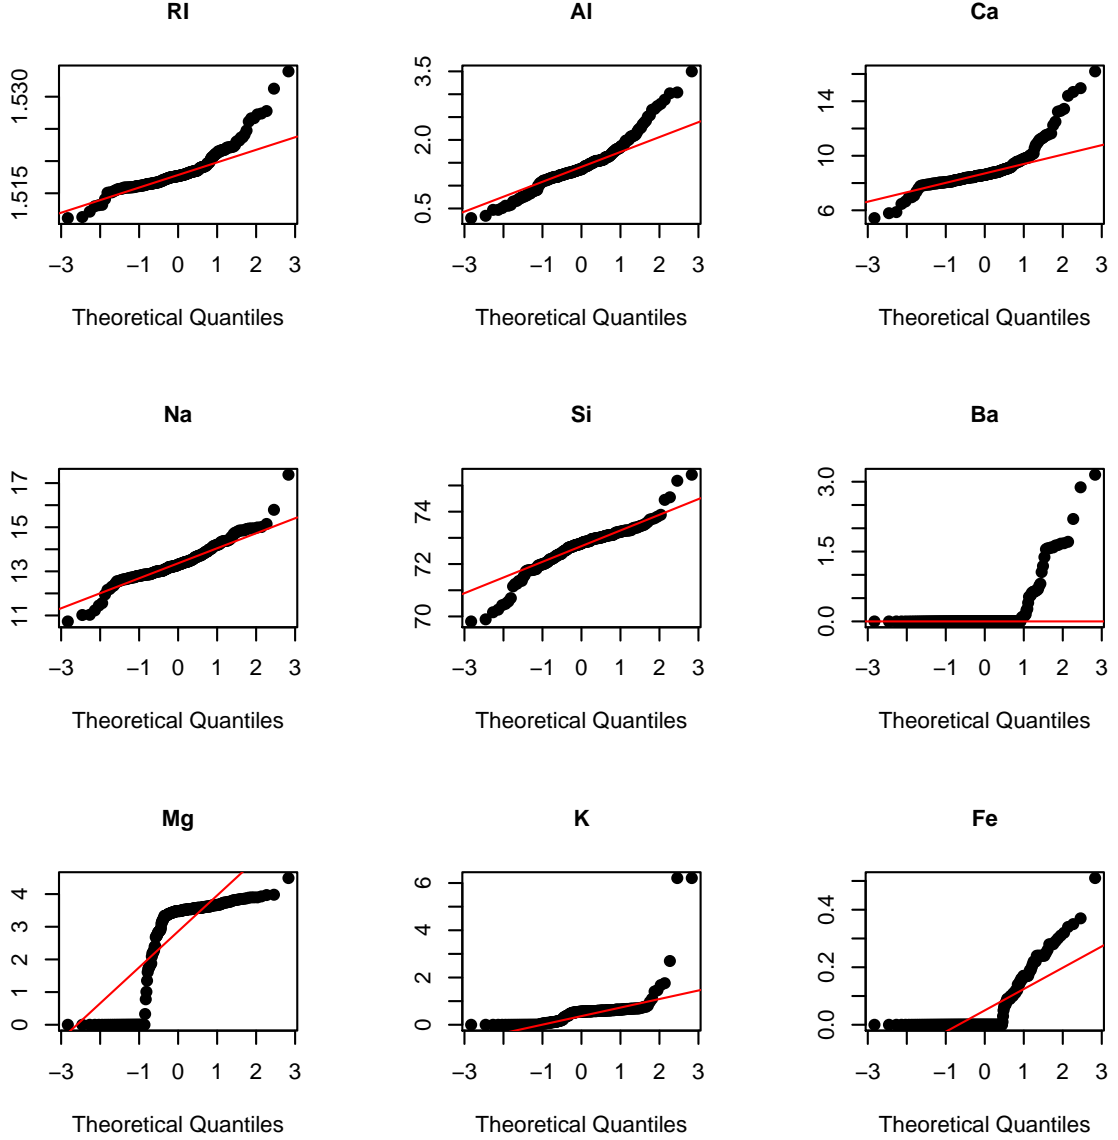 RI
1.515 1.530
−3 −1 0 1 2 3
Theoretical Quantiles
Al
0.5 2.0 3.5
−3 −1 0 1 2 3
Theoretical Quantiles
Ca
6 10 14
−3 −1 0 1 2 3
Theoretical Quantiles
Na
11 13 15 17
−3 −1 0 1 2 3
Theoretical Quantiles
Si
70 72 74
−3 −1 0 1 2 3
Theoretical Quantiles
Ba
0.0 1.5 3.0
−3 −1 0 1 2 3
Theoretical Quantiles
Mg
0 1 2 3 4
−3 −1 0 1 2 3
Theoretical Quantiles
K
0 2 4 6
−3 −1 0 1 2 3
Theoretical Quantiles
Fe
0.0 0.2 0.4
−3 −1 0 1 2 3
Theoretical Quantiles